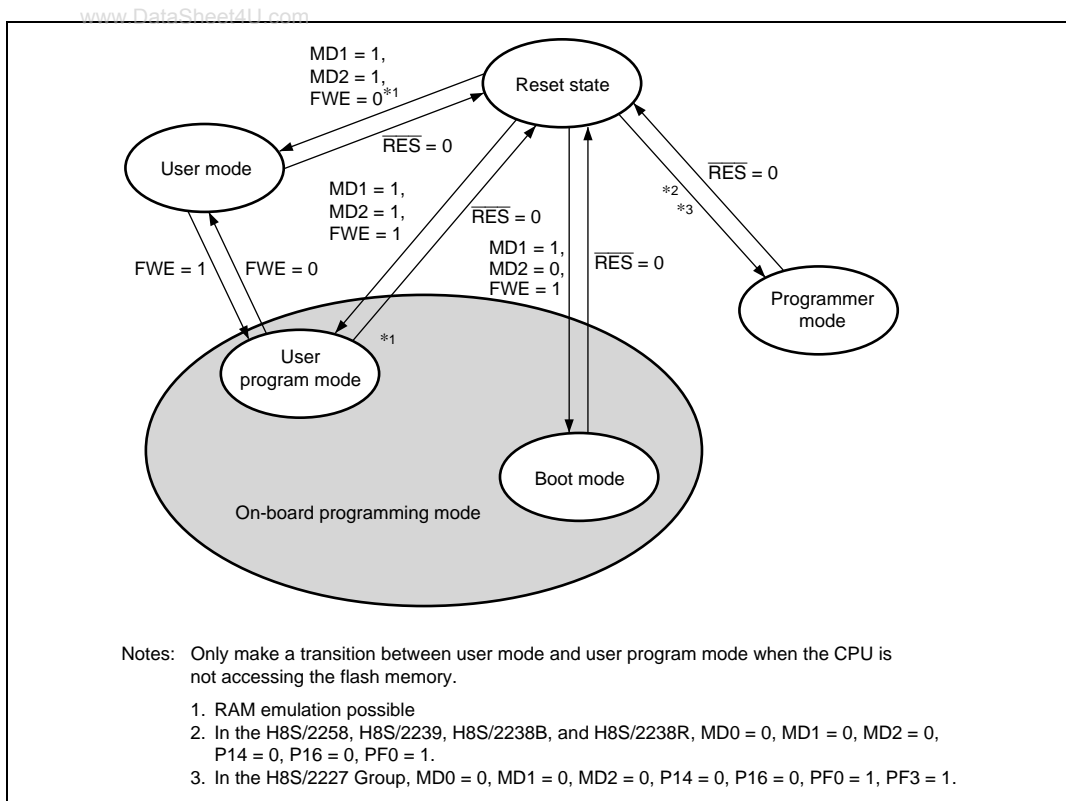 www.DataSheet4U.com
MD1 = 1,
MD2 = 1,
FWE = 0*1
Reset state
RES = 0
User mode
RES = 0
MD1 = 1,
MD2 = 1,
FWE = 1
RES = 0
*2
*3
MD1 = 1,
MD2 = 0,
FWE = 1
RES = 0
FWE = 1
FWE = 0
Programmer
mode
*1
User
program mode
Boot mode
On-board programming mode
Notes: Only make a transition between user mode and user program mode when the CPU is
not accessing the flash memory.
1. RAM emulation possible
2. In the H8S/2258, H8S/2239, H8S/2238B, and H8S/2238R, MD0 = 0, MD1 = 0, MD2 = 0,
P14 = 0, P16 = 0, PF0 = 1.
3. In the H8S/2227 Group, MD0 = 0, MD1 = 0, MD2 = 0, P14 = 0, P16 = 0, PF0 = 1, PF3 = 1.